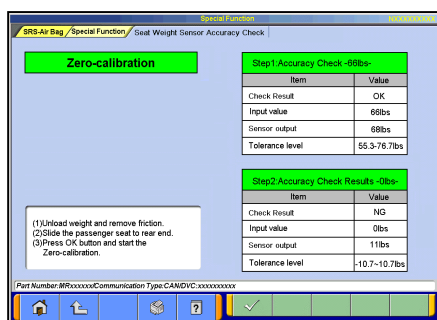 Special Function
NXXXXXXXXX
SRS-Air Bag
Special Function
Seat Weight Sensor Accuracy Check
Zero-calibration
(1)Unload weight and remove friction.
(2)Slide the passenger seat to rear end.
(3)Press OK button and start the
Zero-calibration.
Step1:Accuracy Check -66lbs-
Item Value
Check Result OK
Input value 66lbs
Sensor output 68lbs
Tolerance level 55.3-76.7lbs
Step2:Accuracy Check Results -0lbs-
Item Value
Check Result NG
Input value 0lbs
Sensor output 11lbs
Tolerance level -10.7~10.7lbs
Part Number:MRxxxxxx/Communication Type:CAN/DVC:xxxxxxxxxx
?